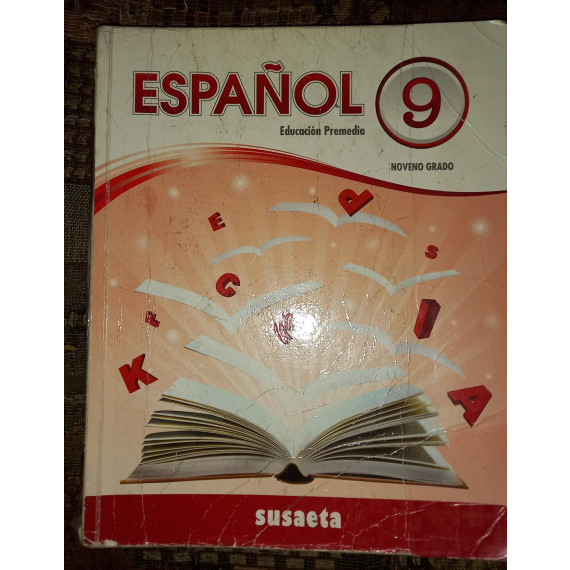 ESPAÑOL 9
Educación Premedia
NOVENO GRADO
P
E
S
C
K E
I
K
A
susaeta